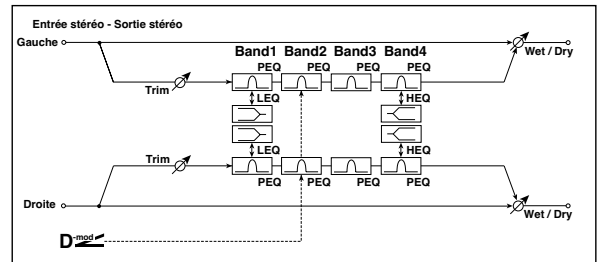 Entrée stéréo - Sortie stéréo
Gauche
Band1 Band2 Band3 Band4
Wet / Dry
PEQ PEQ PEQ PEQ
Trim
LEQ HEQ
LEQ HEQ
Trim
PEQ PEQ PEQ PEQ
Droite
Wet / Dry
D-mod